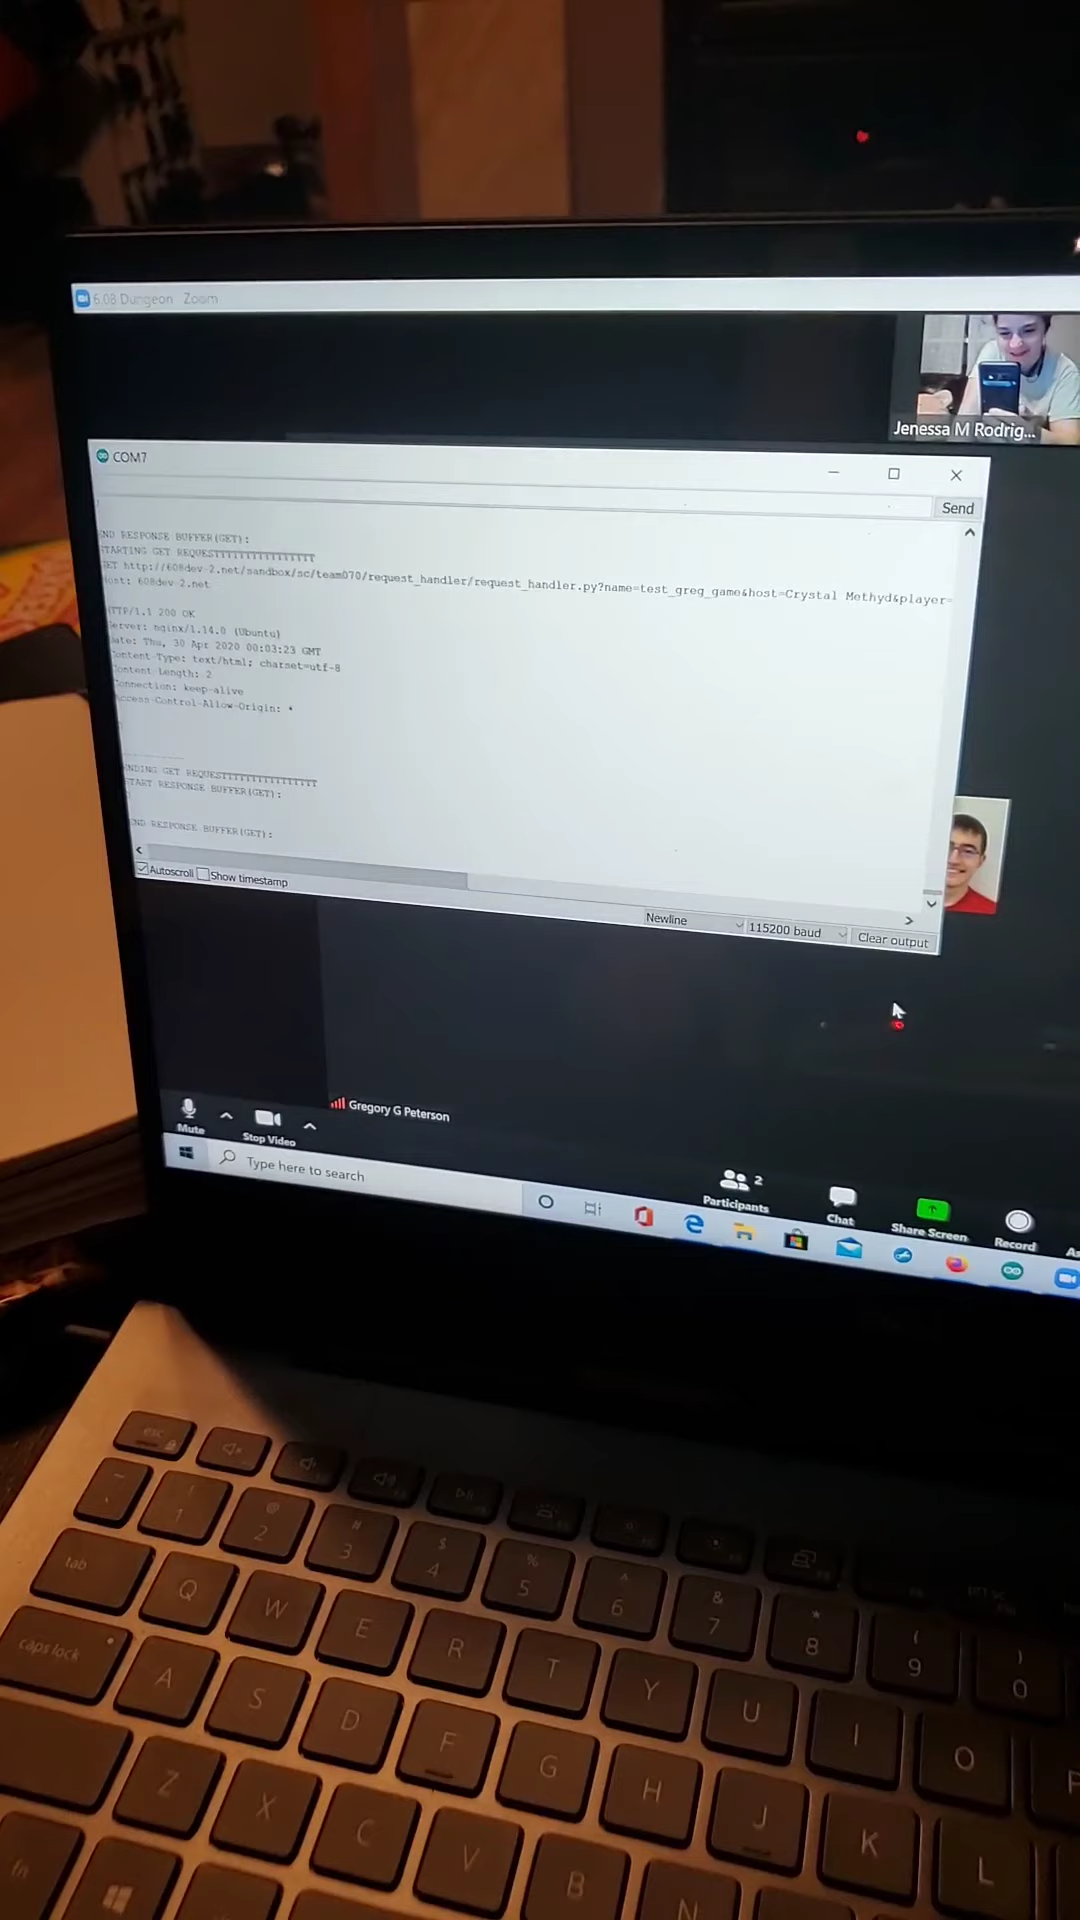 6.08 Dungeon Zoom
Jenessa M Rodrig...
COM7
Send
ND RESPONSE BUFFER(GET):
TARTING GET REQUESTTTTTTTTTTTTTTTTT
ET http://608dev-2.net/sandbox/sc/team070/request_handler/request_handler.py?name=test_greg_game&host=Crystal Methyd&player=
ost: 608dev-2.net
TTP/1.1 200 OK
erver: nginx/1.14.0 (Ubuntu)
ate: Thu, 30 Apr 2020 00:03:23 GMT
ontent-Type: text/html; charset=utf-8
ontent-Length: 2
onnection: keep-alive
ccess-Control-Allow-Origin: *
-----------
NDING GET REQUESTTTTTTTTTTTTTTTTT
TART RESPONSE BUFFER(GET):
ND RESPONSE BUFFER(GET):
Autoscroll Show timestamp
Newline 115200 baud Clear output
Gregory G Peterson
Mute Stop Video
Participants 2 Chat Share Screen Record As
Type here to search
esc
! @ # $ % ^ & * ( )
1 2 3 4 5 6 7 8 9 0
tab Q W E R T Y U I O P
caps lock A S D F G H J K L
Z X C V B N
fn